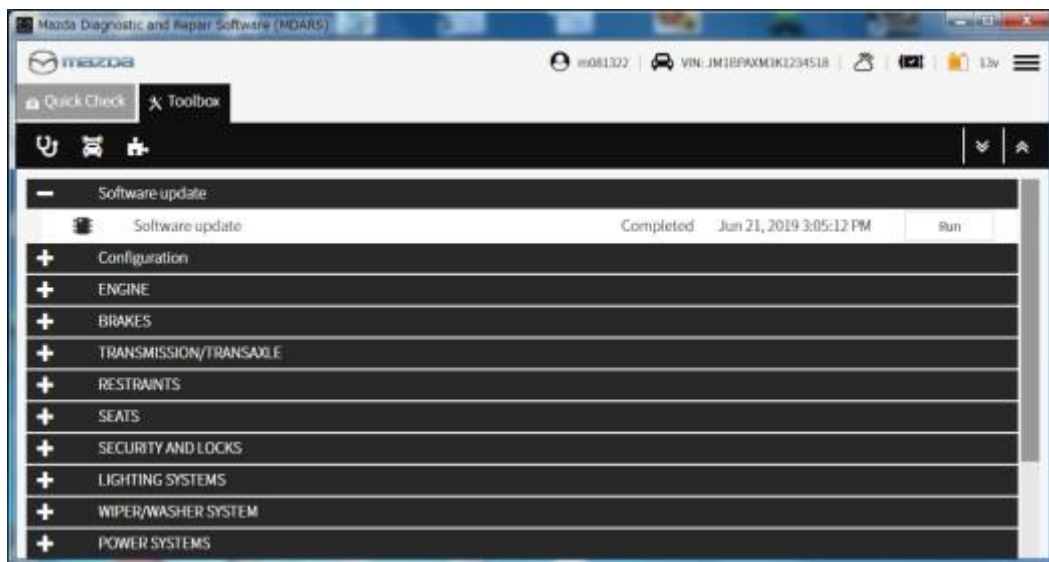 Mazda Diagnostic and Repair Software (MDARS)
mazda m081322 VIN: JM1BPAXM3K1234518 13v
Quick Check Toolbox
Software update
Software update Completed Jun 21, 2019 3:05:12 PM Run
Configuration
ENGINE
BRAKES
TRANSMISSION/TRANSAXLE
RESTRAINTS
SEATS
SECURITY AND LOCKS
LIGHTING SYSTEMS
WIPER/WASHER SYSTEM
POWER SYSTEMS